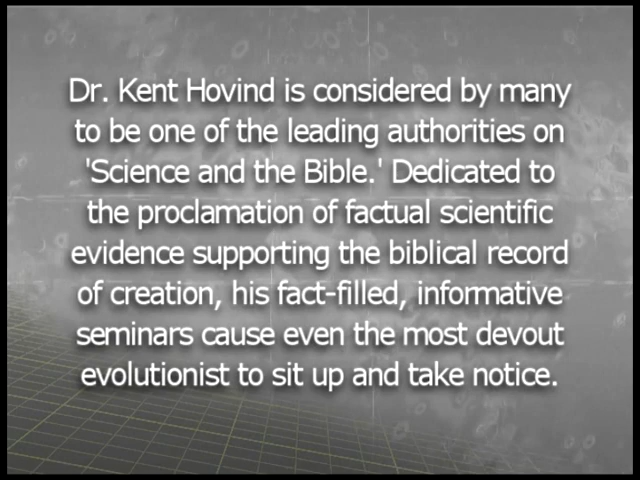 Dr. Kent Hovind is considered by many
to be one of the leading authorities on
'Science and the Bible.' Dedicated to
the proclamation of factual scientific
evidence supporting the biblical record
of creation, his fact-filled, informative
seminars cause even the most devout
evolutionist to sit up and take notice.